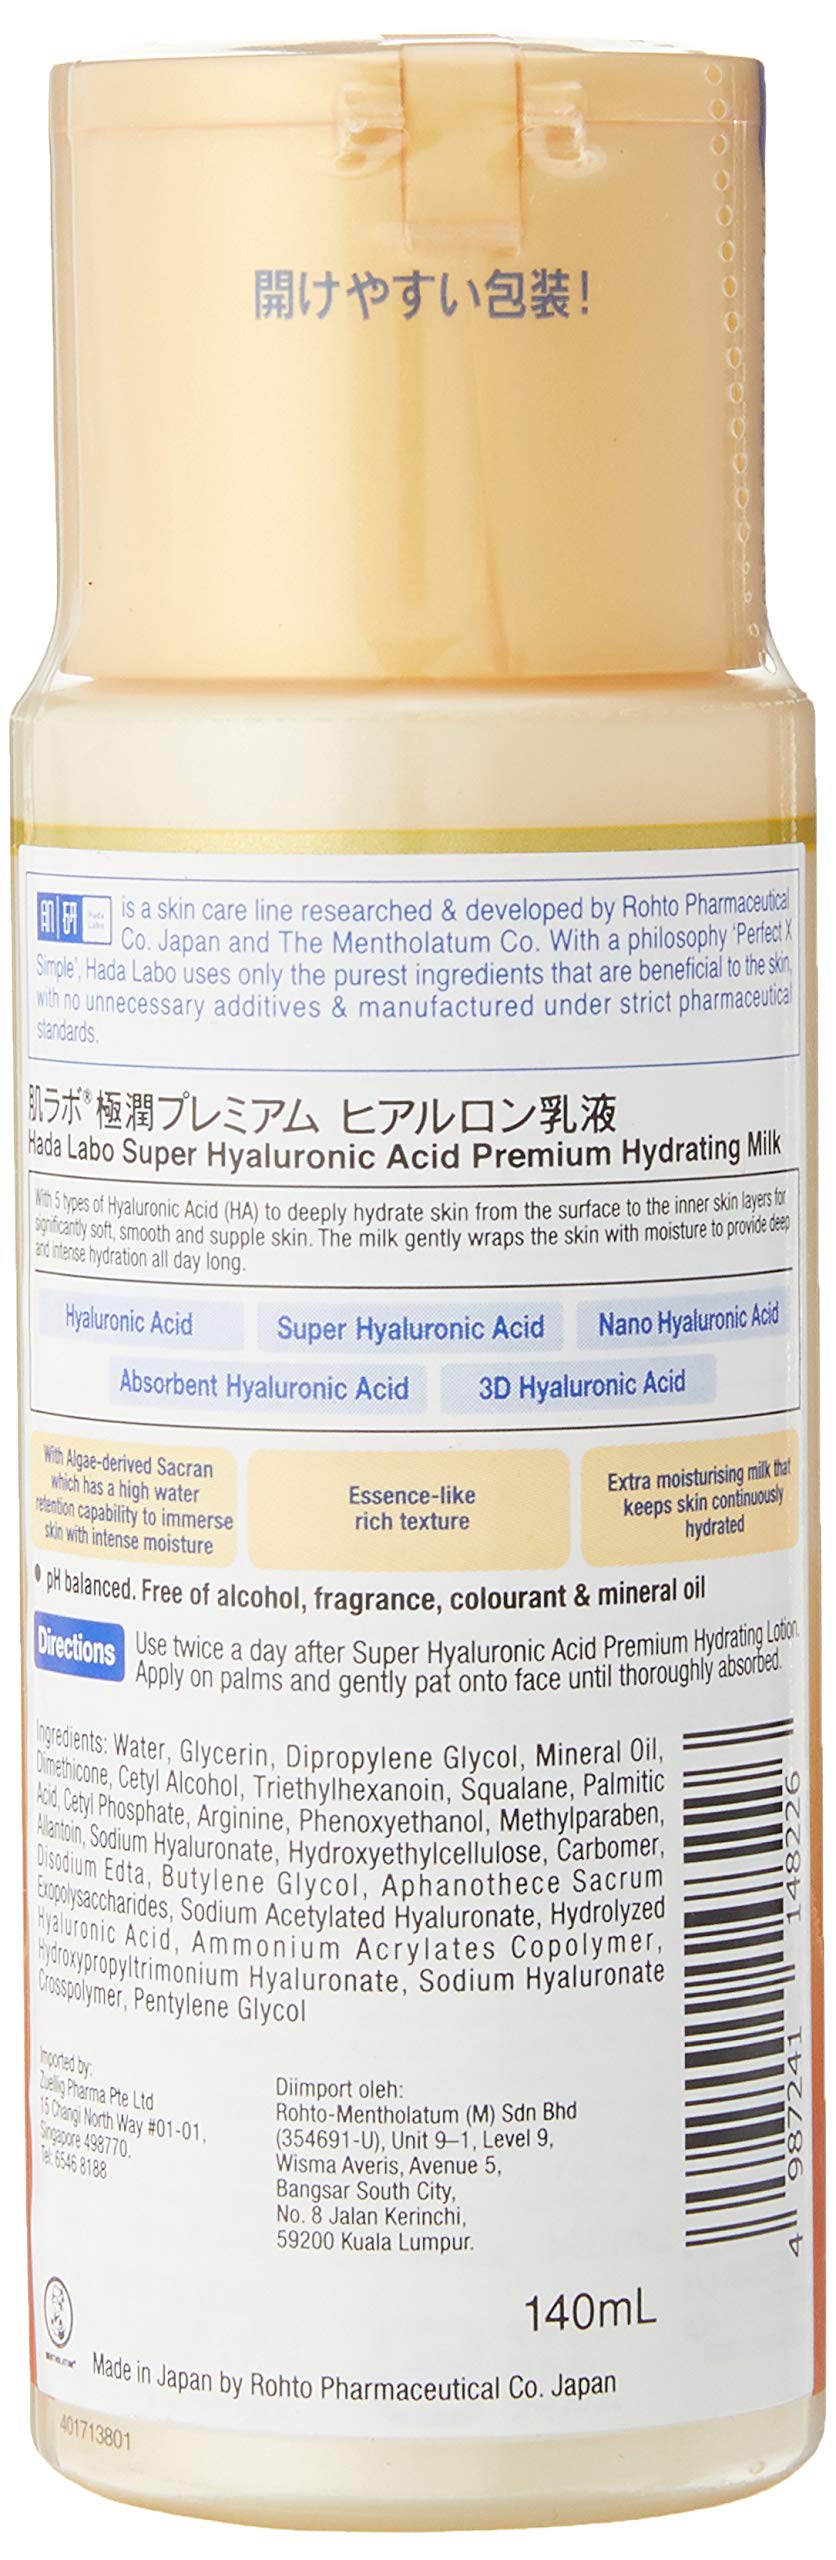 開けやすい包装!
肌研 Hada Labo is a skin care line researched & developed by Rohto Pharmaceutical
Co. Japan and The Mentholatum Co. With a philosophy 'Perfect X
Simple', Hada Labo uses only the purest ingredients that are beneficial to the skin,
with no unnecessary additives & manufactured under strict pharmaceutical
standards.
肌ラボ®極潤プレミアム ヒアルロン乳液
Hada Labo Super Hyaluronic Acid Premium Hydrating Milk
With 5 types of Hyaluronic Acid (HA) to deeply hydrate skin from the surface to the inner skin layers for
significantly soft, smooth and supple skin. The milk gently wraps the skin with moisture to provide deep
and intense hydration all day long.
Hyaluronic Acid
Super Hyaluronic Acid
Nano Hyaluronic Acid
Absorbent Hyaluronic Acid
3D Hyaluronic Acid
With Algae-derived Sacran
which has a high water
retention capability to immerse
skin with intense moisture
Essence-like
rich texture
Extra moisturising milk that
keeps skin continuously
hydrated
• pH balanced. Free of alcohol, fragrance, colourant & mineral oil
Directions
Use twice a day after Super Hyaluronic Acid Premium Hydrating Lotion.
Apply on palms and gently pat onto face until thoroughly absorbed.
Ingredients: Water, Glycerin, Dipropylene Glycol, Mineral Oil,
Dimethicone, Cetyl Alcohol, Triethylhexanoin, Squalane, Palmitic
Acid, Cetyl Phosphate, Arginine, Phenoxyethanol, Methylparaben,
Allantoin, Sodium Hyaluronate, Hydroxyethylcellulose, Carbomer,
Disodium Edta, Butylene Glycol, Aphanothece Sacrum
Exopolysaccharides, Sodium Acetylated Hyaluronate, Hydrolyzed
Hyaluronic Acid, Ammonium Acrylates Copolymer,
Hydroxypropyltrimonium Hyaluronate, Sodium Hyaluronate
Crosspolymer, Pentylene Glycol
4 987241 148226
Imported by:
Zuellig Pharma Pte Ltd
15 Changi North Way #01-01,
Singapore 498770.
Tel: 6546 8188
Diimport oleh:
Rohto-Mentholatum (M) Sdn Bhd
(354691-U), Unit 9–1, Level 9,
Wisma Averis, Avenue 5,
Bangsar South City,
No. 8 Jalan Kerinchi,
59200 Kuala Lumpur.
140mL
MENTHOLATUM®
Made in Japan by Rohto Pharmaceutical Co. Japan
401713801